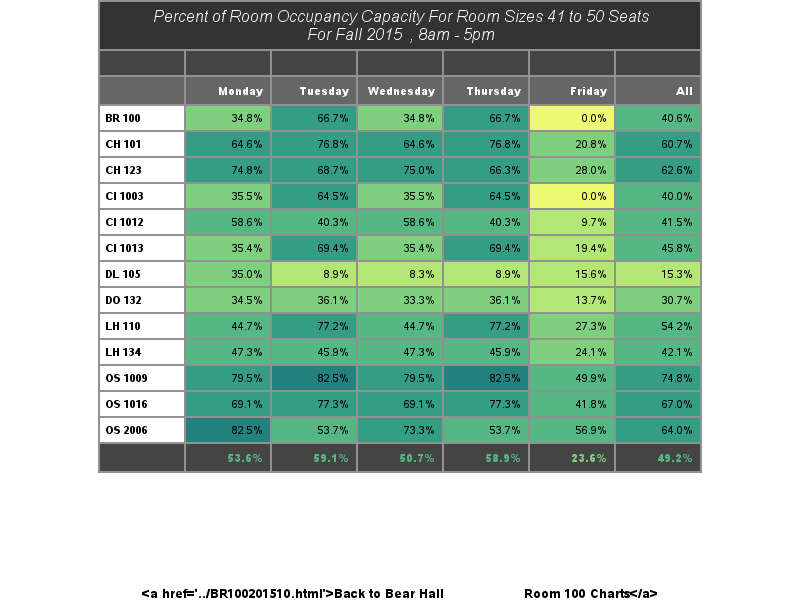 Percent of Room Occupancy Capacity For Room Sizes 41 to 50 Seats
For Fall 2015 , 8am - 5pm
Monday Tuesday Wednesday Thursday Friday All
BR 100 34.8% 66.7% 34.8% 66.7% 0.0% 40.6%
CH 101 64.6% 76.8% 64.6% 76.8% 20.8% 60.7%
CH 123 74.8% 68.7% 75.0% 66.3% 28.0% 62.6%
CI 1003 35.5% 64.5% 35.5% 64.5% 0.0% 40.0%
CI 1012 58.6% 40.3% 58.6% 40.3% 9.7% 41.5%
CI 1013 35.4% 69.4% 35.4% 69.4% 19.4% 45.8%
DL 105 35.0% 8.9% 8.3% 8.9% 15.6% 15.3%
DO 132 34.5% 36.1% 33.3% 36.1% 13.7% 30.7%
LH 110 44.7% 77.2% 44.7% 77.2% 27.3% 54.2%
LH 134 47.3% 45.9% 47.3% 45.9% 24.1% 42.1%
OS 1009 79.5% 82.5% 79.5% 82.5% 49.9% 74.8%
OS 1016 69.1% 77.3% 69.1% 77.3% 41.8% 67.0%
OS 2006 82.5% 53.7% 73.3% 53.7% 56.9% 64.0%
53.6% 59.1% 50.7% 58.9% 23.6% 49.2%
<a href='../BR100201510.html'>Back to Bear Hall Room 100 Charts</a>